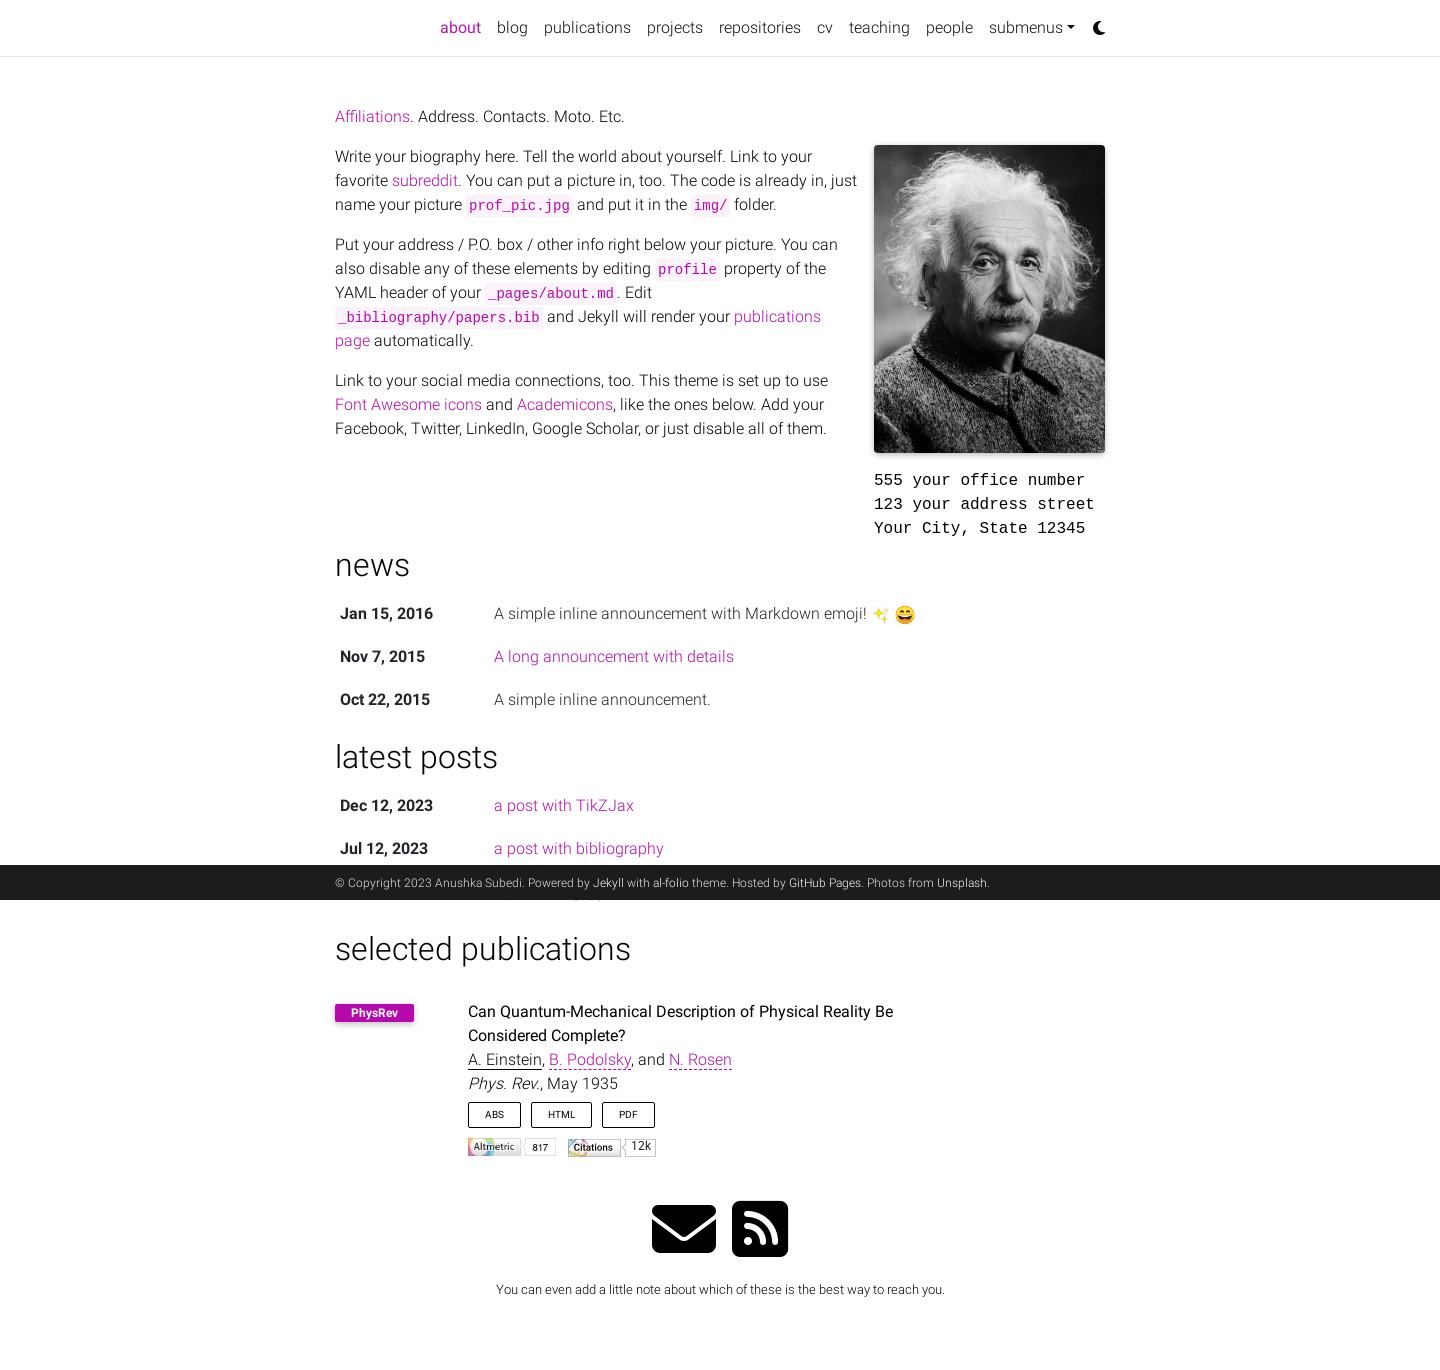 about blog publications projects repositories cv teaching people submenus
Affiliations. Address. Contacts. Moto. Etc.
Write your biography here. Tell the world about yourself. Link to your
favorite subreddit. You can put a picture in, too. The code is already in, just
name your picture prof_pic.jpg and put it in the img/ folder.
Put your address / P.O. box / other info right below your picture. You can
also disable any of these elements by editing profile property of the
YAML header of your _pages/about.md. Edit
_bibliography/papers.bib and Jekyll will render your publications
page automatically.
Link to your social media connections, too. This theme is set up to use
Font Awesome icons and Academicons, like the ones below. Add your
Facebook, Twitter, LinkedIn, Google Scholar, or just disable all of them.
555 your office number
123 your address street
Your City, State 12345
news
Jan 15, 2016 A simple inline announcement with Markdown emoji! ✨ 😄
Nov 7, 2015 A long announcement with details
Oct 22, 2015 A simple inline announcement.
latest posts
Dec 12, 2023 a post with TikZJax
Jul 12, 2023 a post with bibliography
© Copyright 2023 Anushka Subedi. Powered by Jekyll with al-folio theme. Hosted by GitHub Pages. Photos from Unsplash.
selected publications
PhysRev
Can Quantum-Mechanical Description of Physical Reality Be
Considered Complete?
A. Einstein, B. Podolsky, and N. Rosen
Phys. Rev., May 1935
ABS HTML PDF
Altmetric 817 Citations 12k
You can even add a little note about which of these is the best way to reach you.